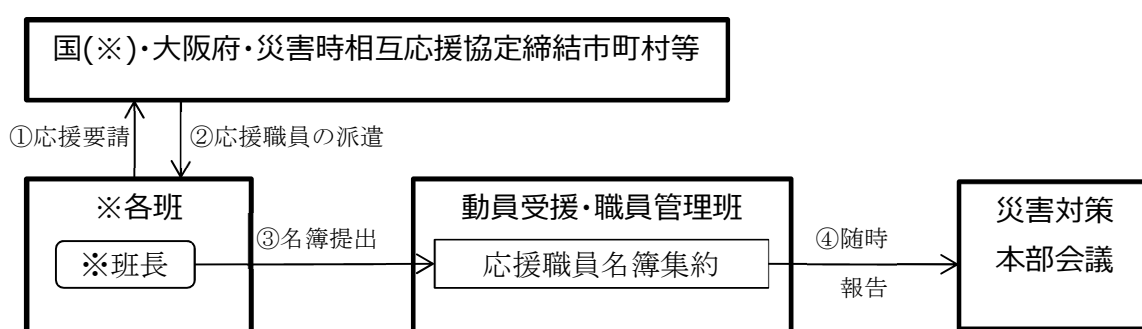 国(※)・大阪府・災害時相互応援協定締結市町村等
①応援要請
②応援職員の派遣
※各班
※班長
③名簿提出
動員受援・職員管理班
応援職員名簿集約
④随時
報告
災害対策
本部会議